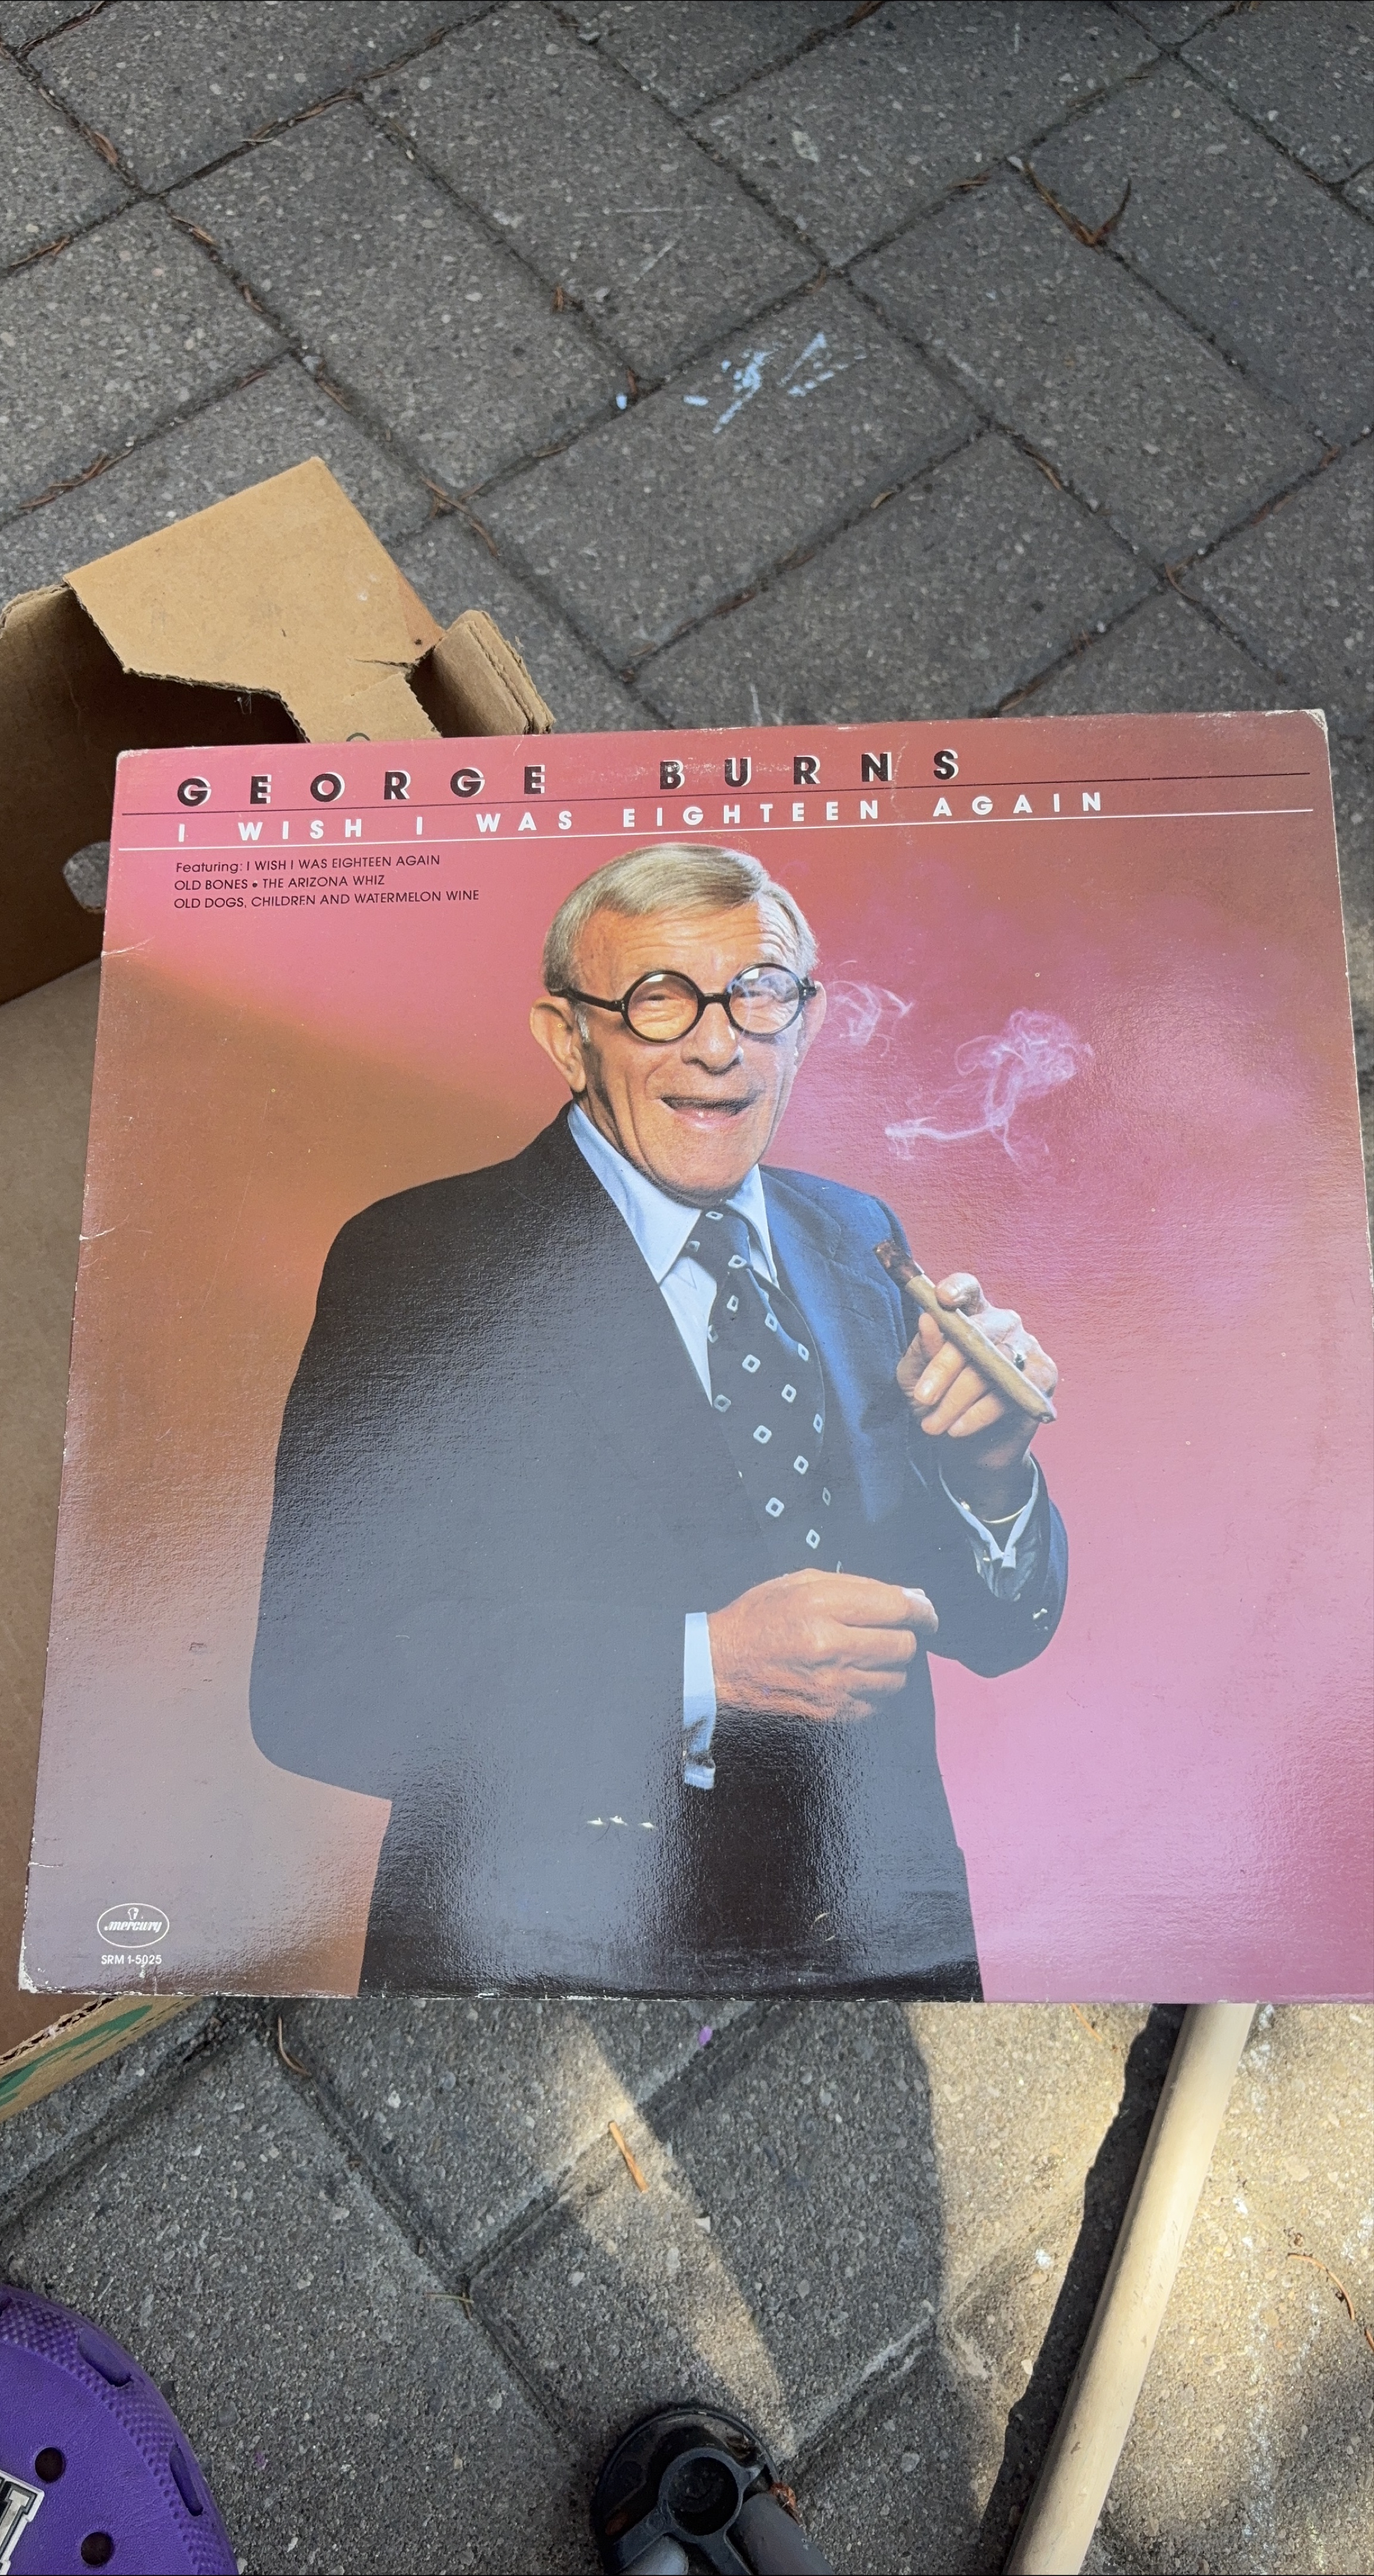 GEORGE BURNS
I WISH I WAS EIGHTEEN AGAIN
Featuring: I WISH I WAS EIGHTEEN AGAIN
OLD BONES • THE ARIZONA WHIZ
OLD DOGS, CHILDREN AND WATERMELON WINE
mercury
SRM 1-5025